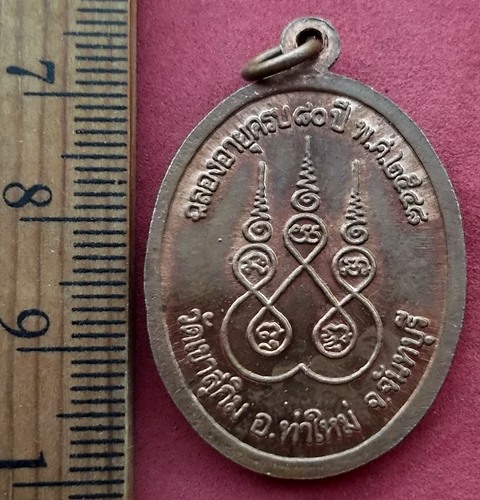 ฉลองอายุครบ ๘๐ ปี พ.ศ.๒๕๔๘
วัดเขาสุกิม อ.ท่าใหม่ จ.จันทบุรี
7
8
9
1